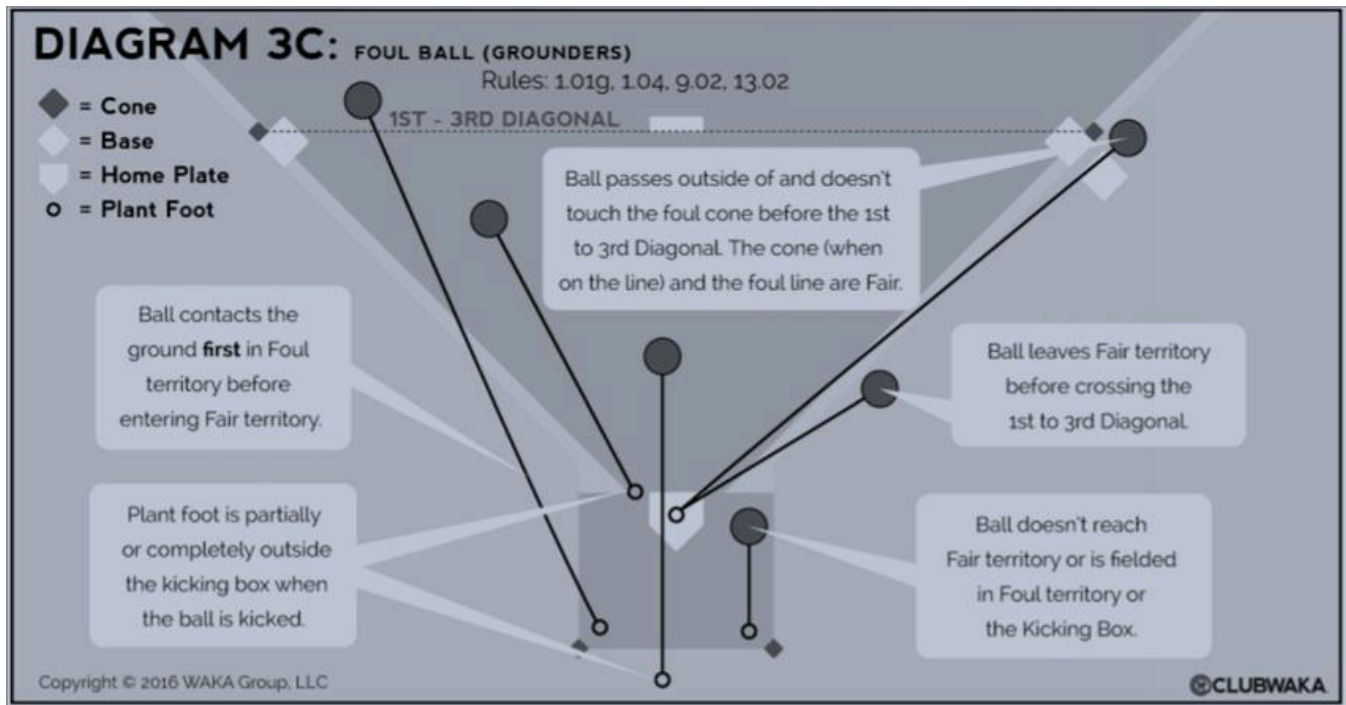 DIAGRAM 3C: FOUL BALL (GROUNDERS)
Rules: 1.01g, 1.04, 9.02, 13.02
= Cone
= Base
= Home Plate
= Plant Foot
1ST - 3RD DIAGONAL
Ball passes outside of and doesn't
touch the foul cone before the 1st
to 3rd Diagonal. The cone (when
on the line) and the foul line are Fair.
Ball contacts the
ground first in Foul
territory before
entering Fair territory.
Ball leaves Fair territory
before crossing the
1st to 3rd Diagonal.
Plant foot is partially
or completely outside
the kicking box when
the ball is kicked.
Ball doesn't reach
Fair territory or is fielded
in Foul territory or
the Kicking Box.
Copyright © 2016 WAKA Group, LLC
CLUBWAKA